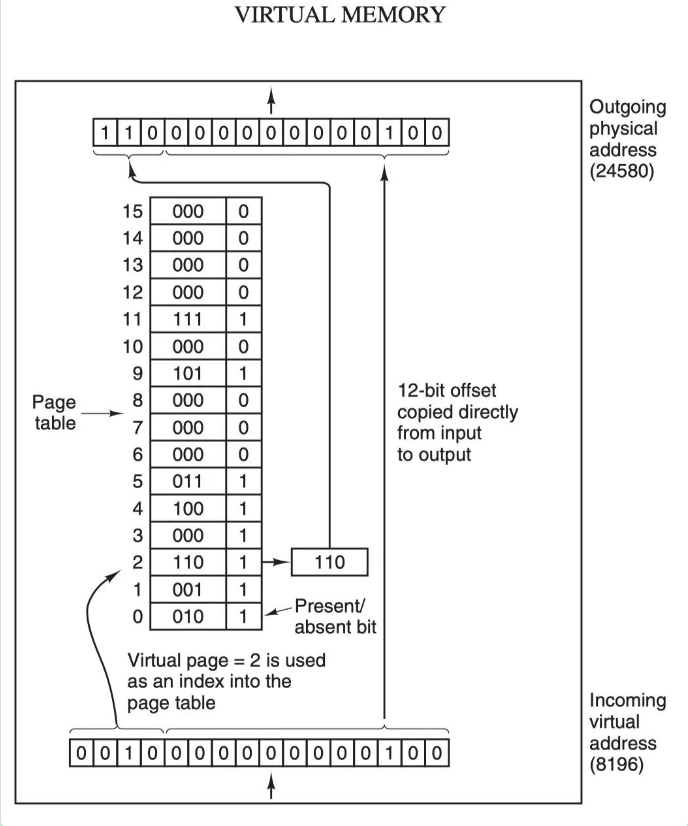 VIRTUAL MEMORY
Outgoing
physical
address
(24580)
1 1 0 0 0 0 0 0 0 0 0 0 1 0 0
15 000 0
14 000 0
13 000 0
12 000 0
11 111 1
10 000 0
9 101 1
8 000 0
7 000 0
6 000 0
5 011 1
4 100 1
3 000 1
2 110 1
1 001 1
0 010 1
Page
table
110
Present/
absent bit
12-bit offset
copied directly
from input
to output
Virtual page = 2 is used
as an index into the
page table
0 0 1 0 0 0 0 0 0 0 0 0 0 1 0 0
Incoming
virtual
address
(8196)